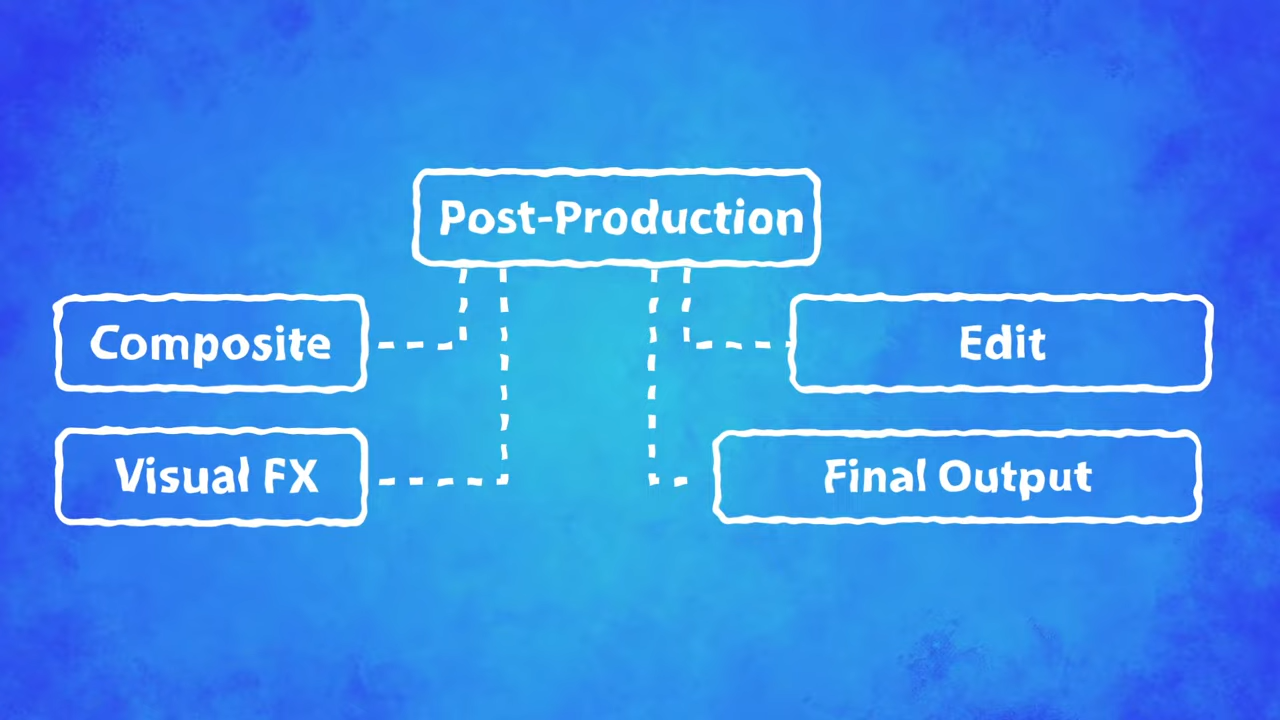 Post-Production
Composite
Edit
Visual FX
Final Output